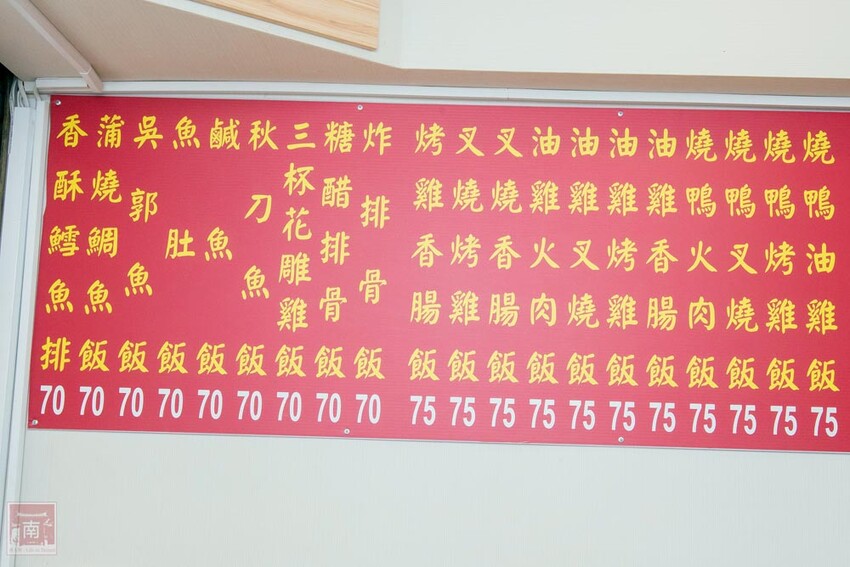 燒鴨油雞飯 75
燒鴨烤雞飯 75
燒鴨叉燒飯 75
燒鴨火肉飯 75
油雞香腸飯 75
油雞烤雞飯 75
油雞叉燒飯 75
油雞火肉飯 75
叉燒香腸飯 75
叉燒烤雞飯 75
烤雞香腸飯 75
炸排骨飯 70
糖醋排骨飯 70
三杯花雕雞飯 70
秋刀魚飯 70
鹹魚飯 70
魚肚飯 70
吳郭魚飯 70
蒲燒鯛魚飯 70
香酥鱈魚排 70
南